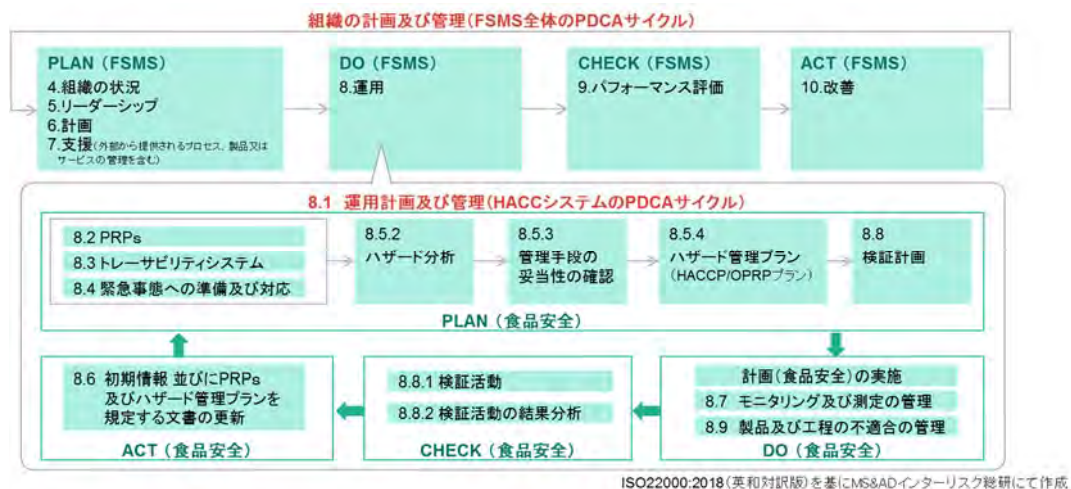 組織の計画及び管理(FSMS全体のPDCAサイクル)
PLAN (FSMS)
4.組織の状況
5.リーダーシップ
6.計画
7.支援(外部から提供されるプロセス、製品又は
サービスの管理を含む)
DO (FSMS)
8.運用
CHECK (FSMS)
9.パフォーマンス評価
ACT (FSMS)
10.改善
8.1 運用計画及び管理(HACCシステムのPDCAサイクル)
8.2 PRPs
8.3 トレーサビリティシステム
8.4 緊急事態への準備及び対応
8.5.2
ハザード分析
8.5.3
管理手段の
妥当性の確認
8.5.4
ハザード管理プラン
(HACCP/OPRPプラン)
8.8
検証計画
PLAN (食品安全)
8.6 初期情報 並びにPRPs
及びハザード管理プランを
規定する文書の更新
ACT (食品安全)
8.8.1 検証活動
8.8.2 検証活動の結果分析
CHECK (食品安全)
計画(食品安全)の実施
8.7 モニタリング及び測定の管理
8.9 製品及び工程の不適合の管理
DO (食品安全)
ISO22000:2018(英和対訳版)を基にMS&ADインターリスク総研にて作成